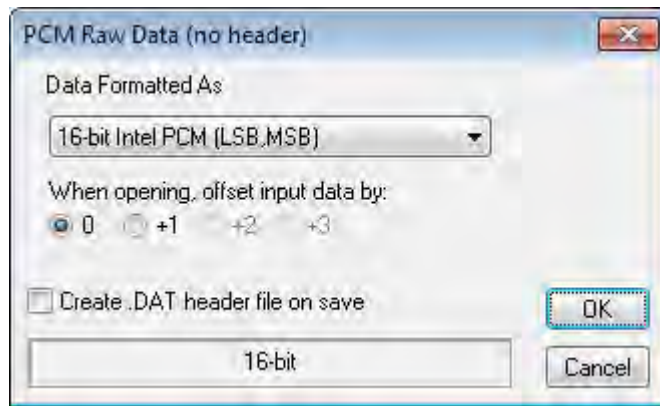 PCM Raw Data (no header)
Data Formatted As
16-bit Intel PCM (LSB,MSB)
When opening, offset input data by:
0 +1 +2 +3
Create .DAT header file on save
OK
16-bit
Cancel